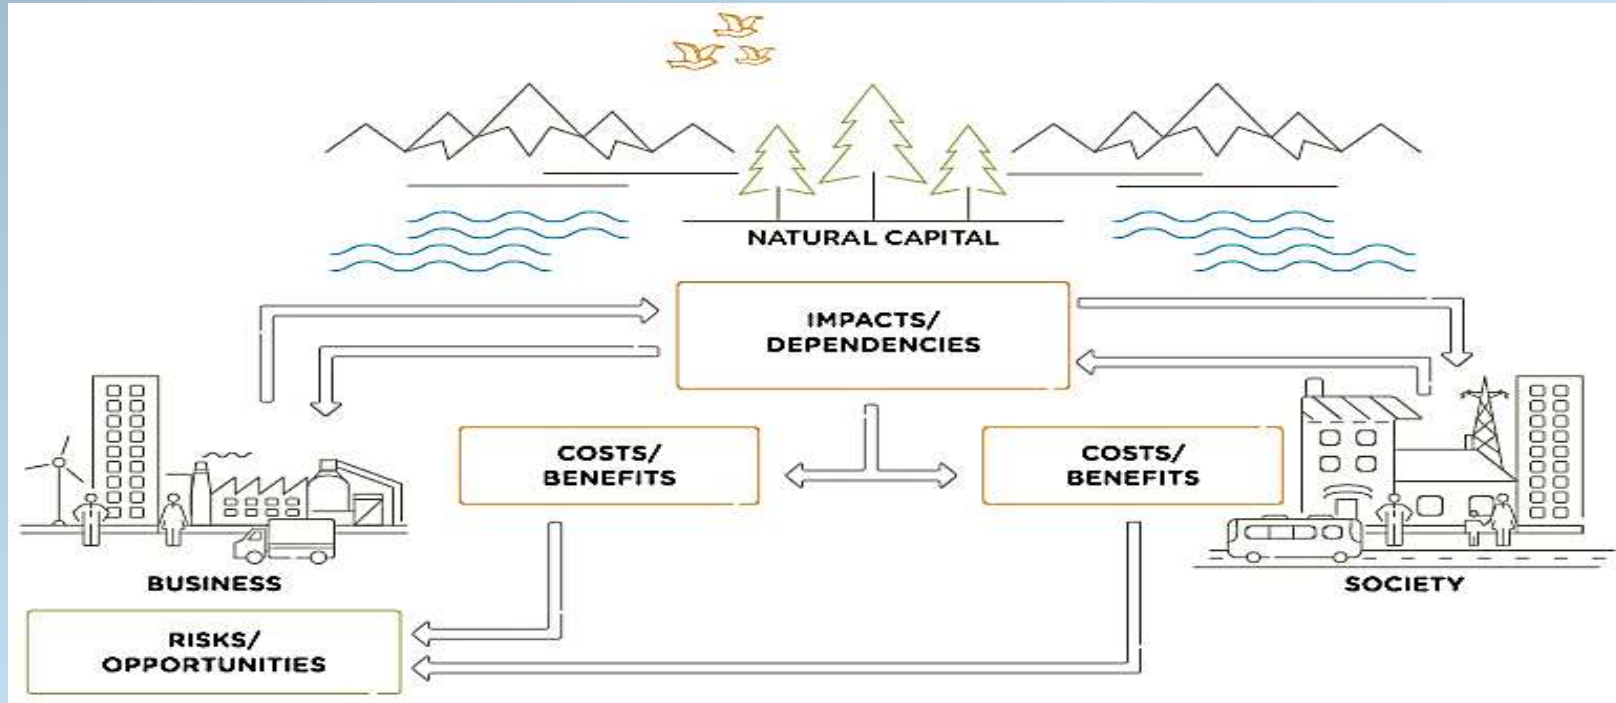 NATURAL CAPITAL
IMPACTS/
DEPENDENCIES
COSTS/
BENEFITS
COSTS/
BENEFITS
BUSINESS
SOCIETY
RISKS/
OPPORTUNITIES